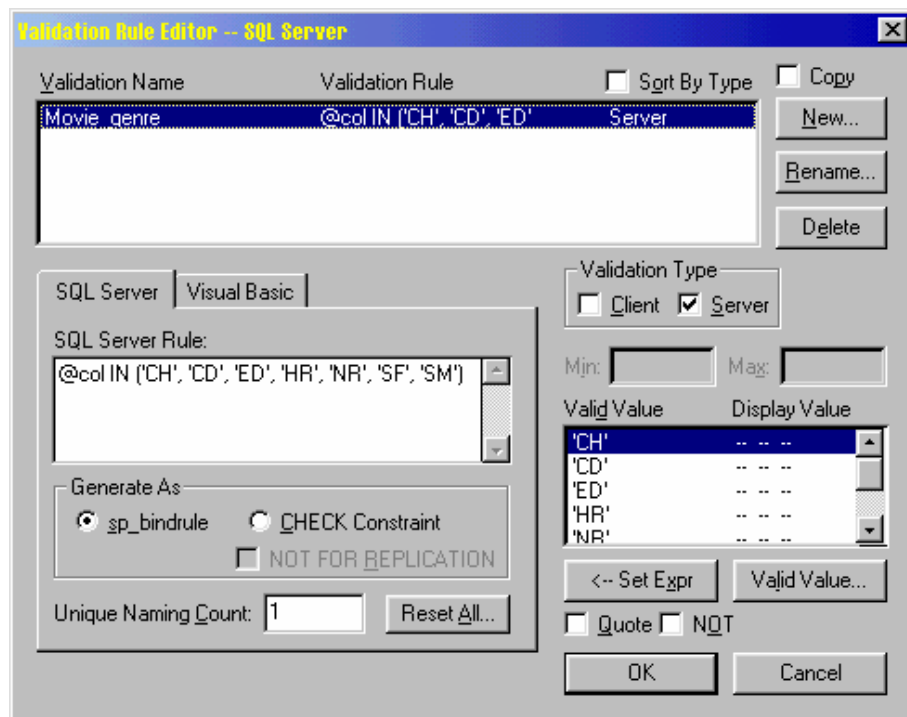 Validation Rule Editor -- SQL Server
Validation Name Validation Rule Sort By Type Copy
Movie_genre @col IN ('CH', 'CD', 'ED' Server New...
Rename...
Delete
SQL Server Visual Basic Validation Type
Client Server
SQL Server Rule:
@col IN ('CH', 'CD', 'ED', 'HR', 'NR', 'SF', 'SM')
Min: Max:
Valid Value Display Value
'CH' -- -- --
'CD' -- -- --
'ED' -- -- --
'HR' -- -- --
'NR' -- -- --
Generate As
sp_bindrule CHECK Constraint
NOT FOR REPLICATION
<-- Set Expr Valid Value...
Unique Naming Count: 1 Reset All...
Quote NOT
OK Cancel